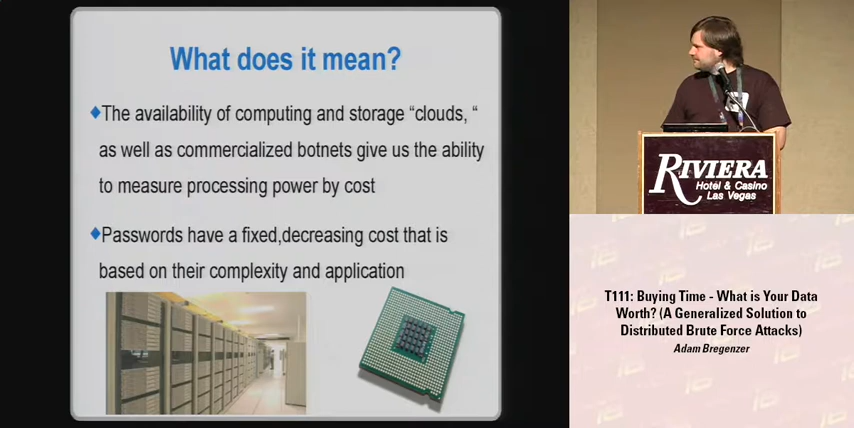 What does it mean?
The availability of computing and storage “clouds, “
as well as commercialized botnets give us the ability
to measure processing power by cost
Passwords have a fixed,decreasing cost that is
based on their complexity and application
RIVIERA
Hotel & Casino
Las Vegas
T111: Buying Time - What is Your Data
Worth? (A Generalized Solution to
Distributed Brute Force Attacks)
Adam Bregenzer